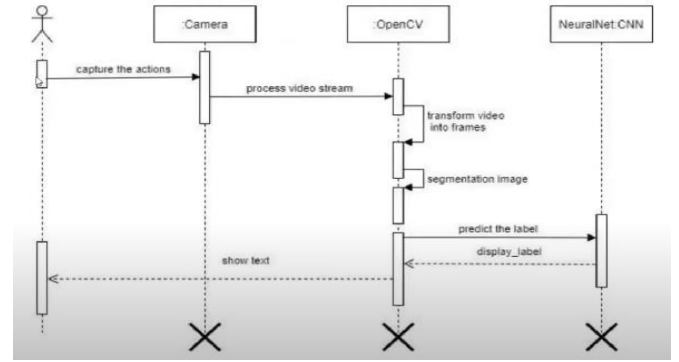 :Camera
:OpenCV
NeuralNet:CNN
capture the actions
process video stream
transform video
into frames
segmentation image
predict the label
display_label
show text